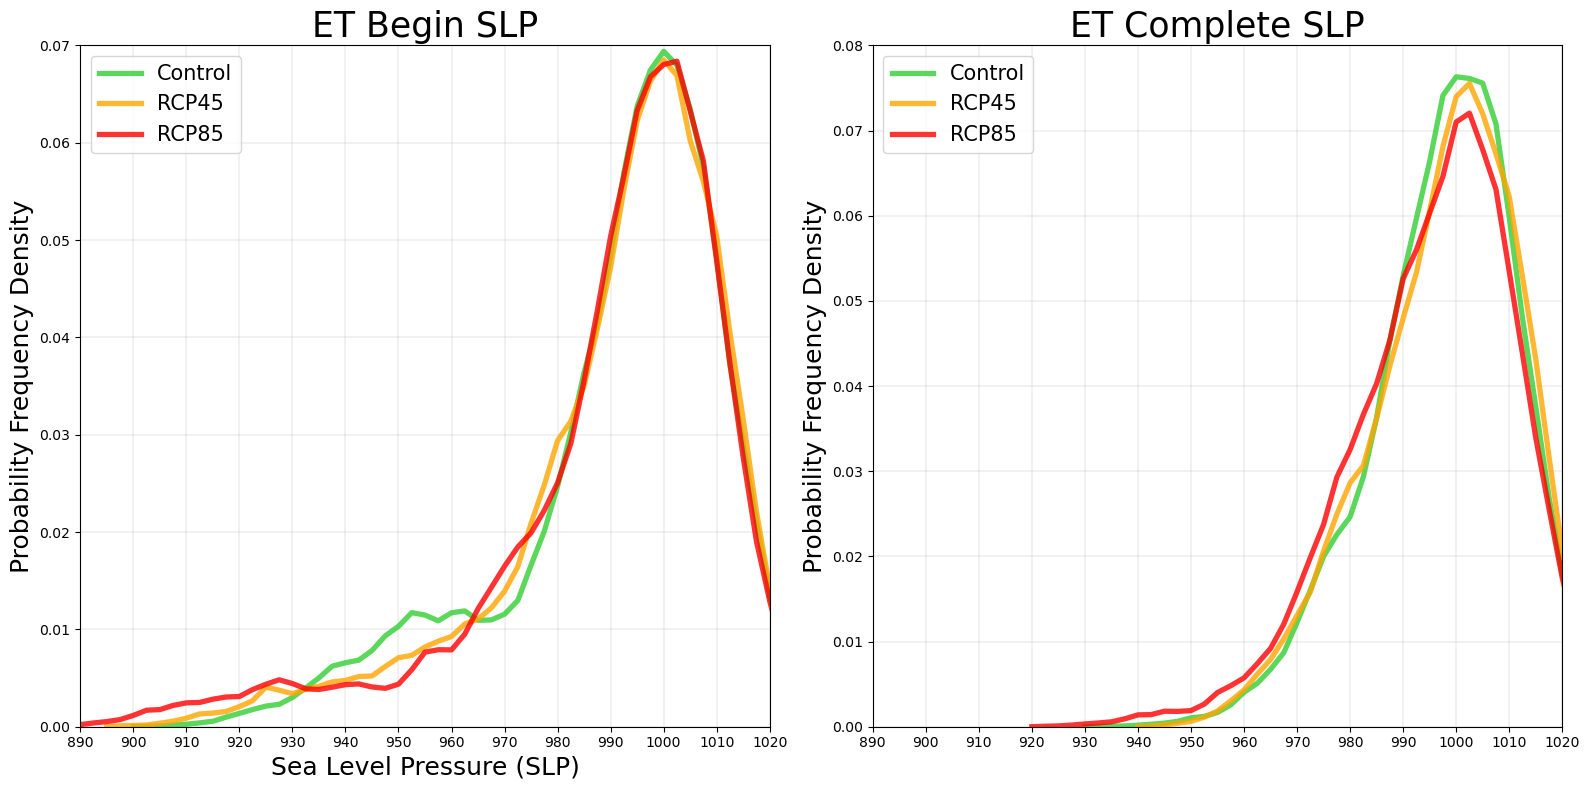 ET Begin SLP
Probability Frequency Density
0.07
0.06
0.05
0.04
0.03
0.02
0.01
0.00
Control
RCP45
RCP85
890 900 910 920 930 940 950 960 970 980 990 1000 1010 1020
Sea Level Pressure (SLP)
ET Complete SLP
Probability Frequency Density
0.08
0.07
0.06
0.05
0.04
0.03
0.02
0.01
0.00
Control
RCP45
RCP85
890 900 910 920 930 940 950 960 970 980 990 1000 1010 1020